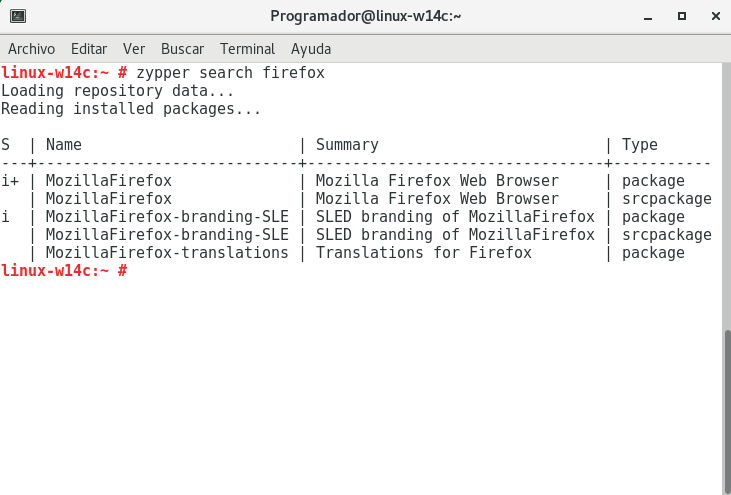 Programador@linux-w14c:~
Archivo Editar Ver Buscar Terminal Ayuda
linux-w14c:~ # zypper search firefox
Loading repository data...
Reading installed packages...
S  | Name                        | Summary                         | Type
---+-----------------------------+---------------------------------+-----------
i+ | MozillaFirefox              | Mozilla Firefox Web Browser     | package
   | MozillaFirefox              | Mozilla Firefox Web Browser     | srcpackage
i  | MozillaFirefox-branding-SLE | SLED branding of MozillaFirefox | package
   | MozillaFirefox-branding-SLE | SLED branding of MozillaFirefox | srcpackage
   | MozillaFirefox-translations | Translations for Firefox        | package
linux-w14c:~ #